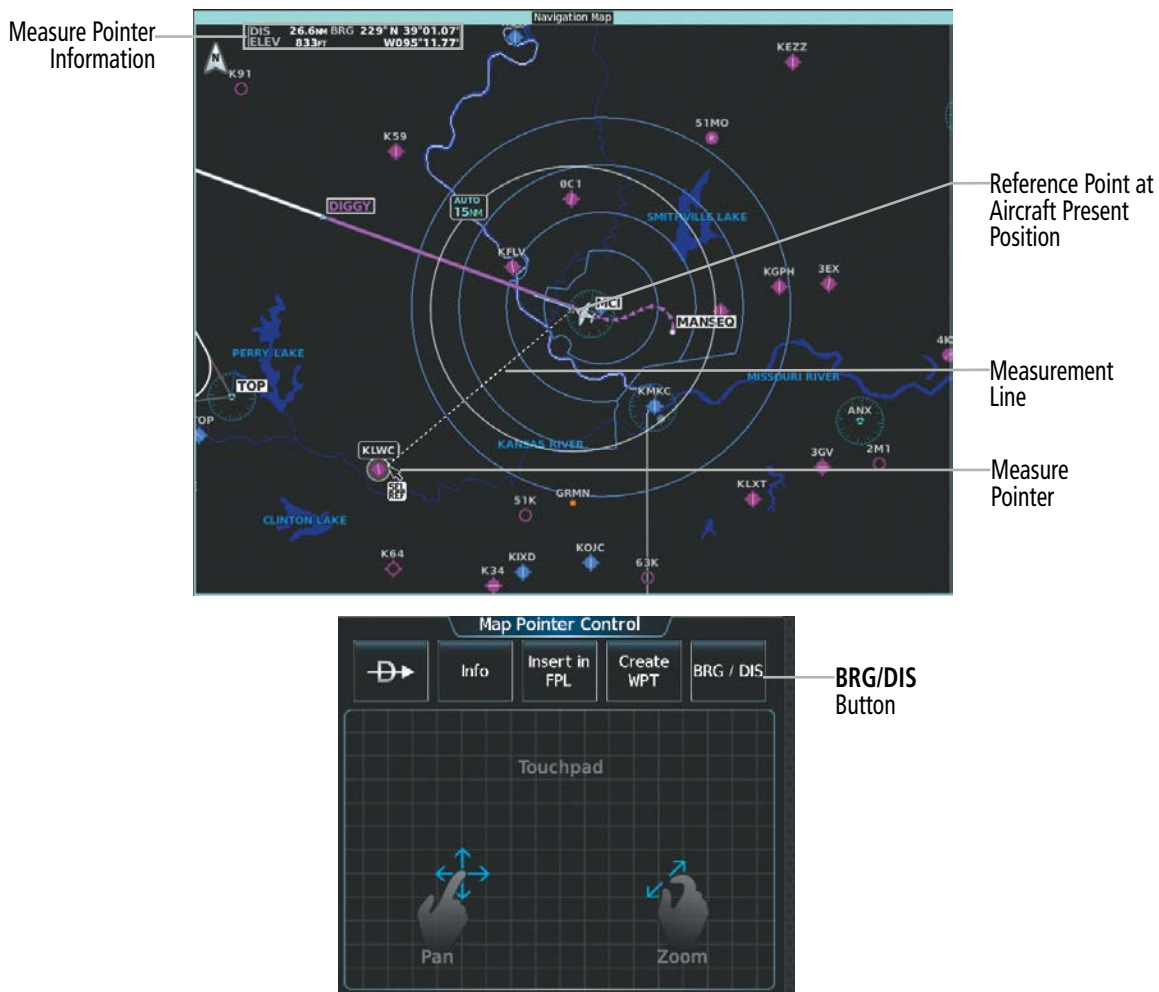 Navigation Map
Measure Pointer
Information
DIS 26.6NM BRG 229° N 39°01.07'
ELEV 833FT W095°11.77'
N
K91
KEZZ
K59
51MO
0C1
DIGGY
AUTO
15NM
SMITHVILLE LAKE
Reference Point at
Aircraft Present
Position
KFLV
KGPH
3EX
MCI
MANSEQ
4K
PERRY LAKE
TOP
MISSOURI RIVER
Measurement
Line
KMKC
TOP
ANX
KANSAS RIVER
KLWC
3GV
2M1
SEL
REF
Measure
Pointer
KLXT
GRMN
51K
CLINTON LAKE
K64
KIXD
KOJC
K34
63K
Map Pointer Control
Info
Insert in
FPL
Create
WPT
BRG / DIS
BRG/DIS
Button
D
Touchpad
Pan
Zoom